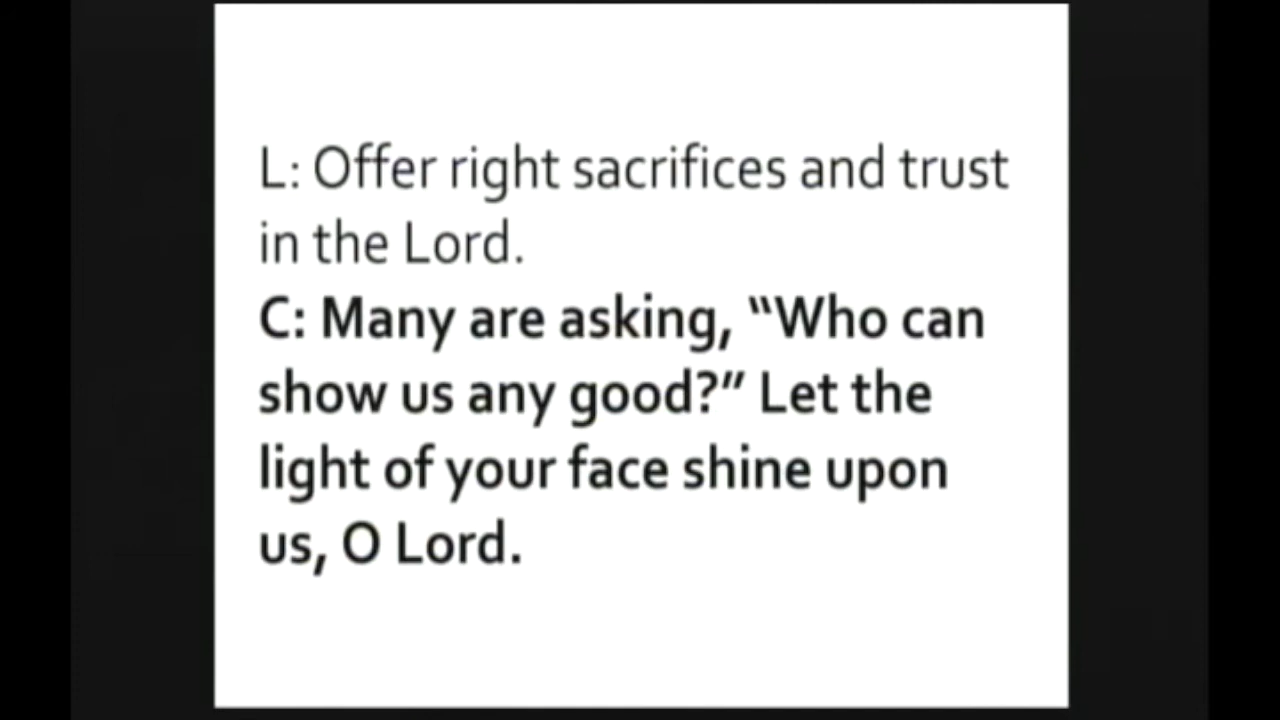 L: Offer right sacrifices and trust
in the Lord.
C: Many are asking, “Who can
show us any good?” Let the
light of your face shine upon
us, O Lord.